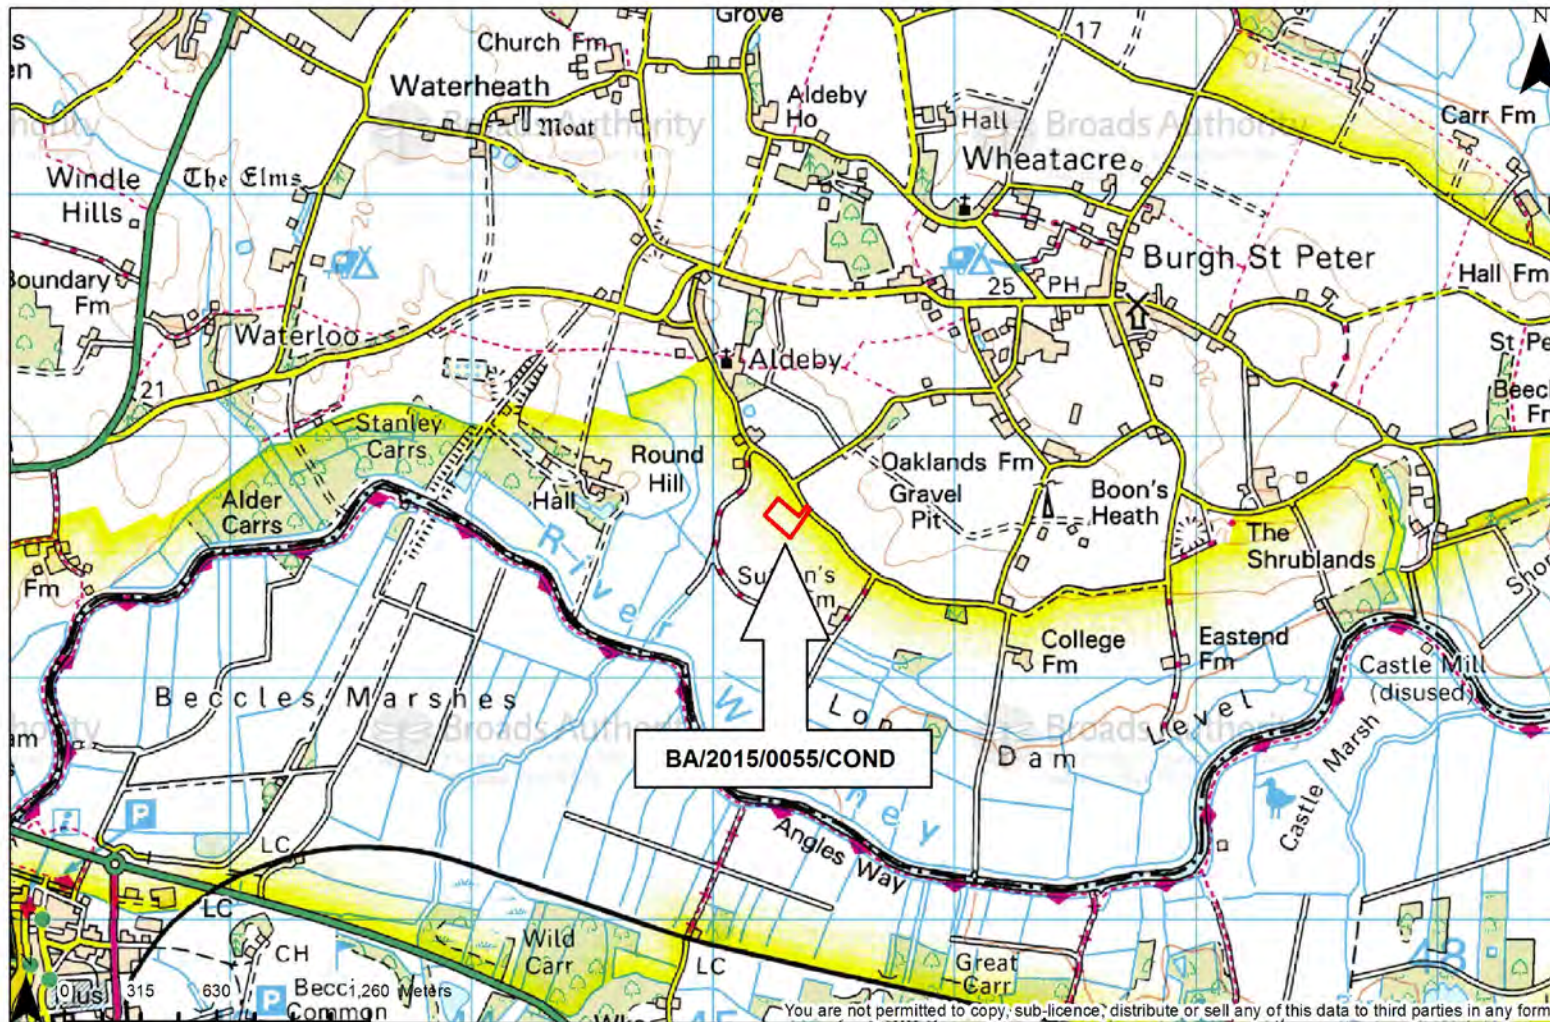 Grove
N
Church Fm
17
Waterheath
Aldeby
Ho
Moat
Broads Authority
Hall
Broads Authority
Carr Fm
Wheatacre
Windle
Hills
The Elms
Burgh St Peter
Hall Fm
Boundary
Fm
25
PH
Waterloo
Aldeby
21
Stanley
Carrs
Round
Hill
Oaklands Fm
Gravel
Pit
Boon's
Heath
Alder
Carrs
Hall
The
Shrublands
Fm
River
College
Fm
Eastend
Fm
Castle Mill
(disused)
Beccles Marshes
Level
Broads Authority
Dam
BA/2015/0055/COND
Castle Marsh
P
i
LC
Angles Way
LC
CH
Wild
Carr
LC
Great
Carr
48
0 315 630 1,260 Meters
P
Common
You are not permitted to copy, sub-licence, distribute or sell any of this data to third parties in any form